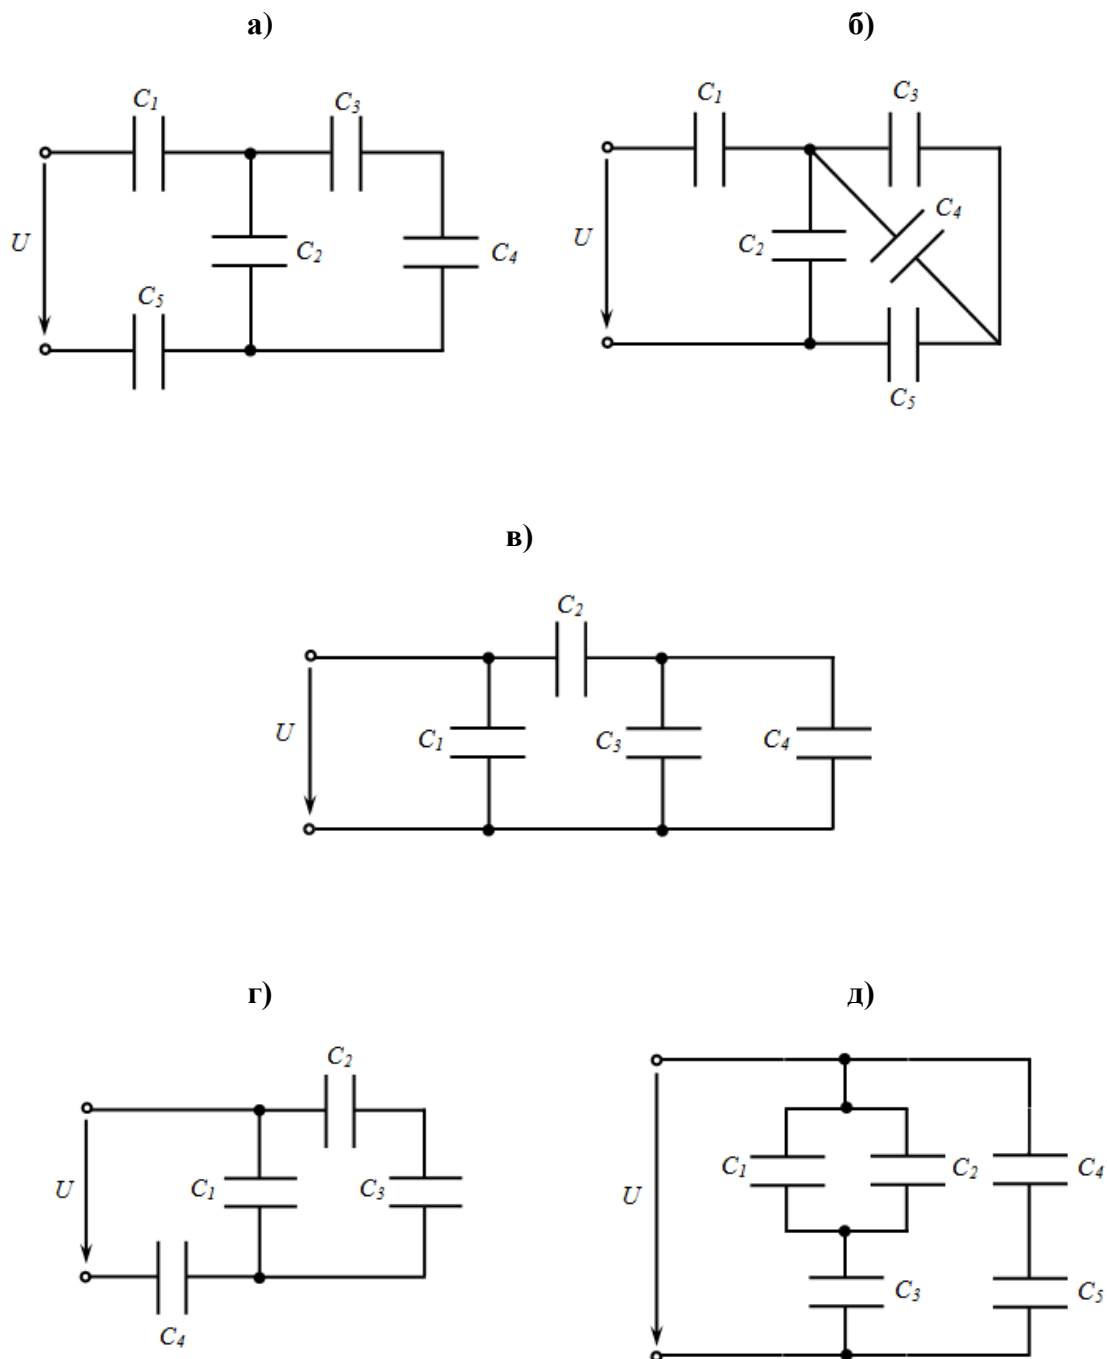 а) б)
C1 C3 C1 C3
U C2 C4 U C2 C4
C5 C5
в)
C2
U C1 C3 C4
г) д)
C2
U C1 C3 U C1 C2 C4
C4 C3 C5